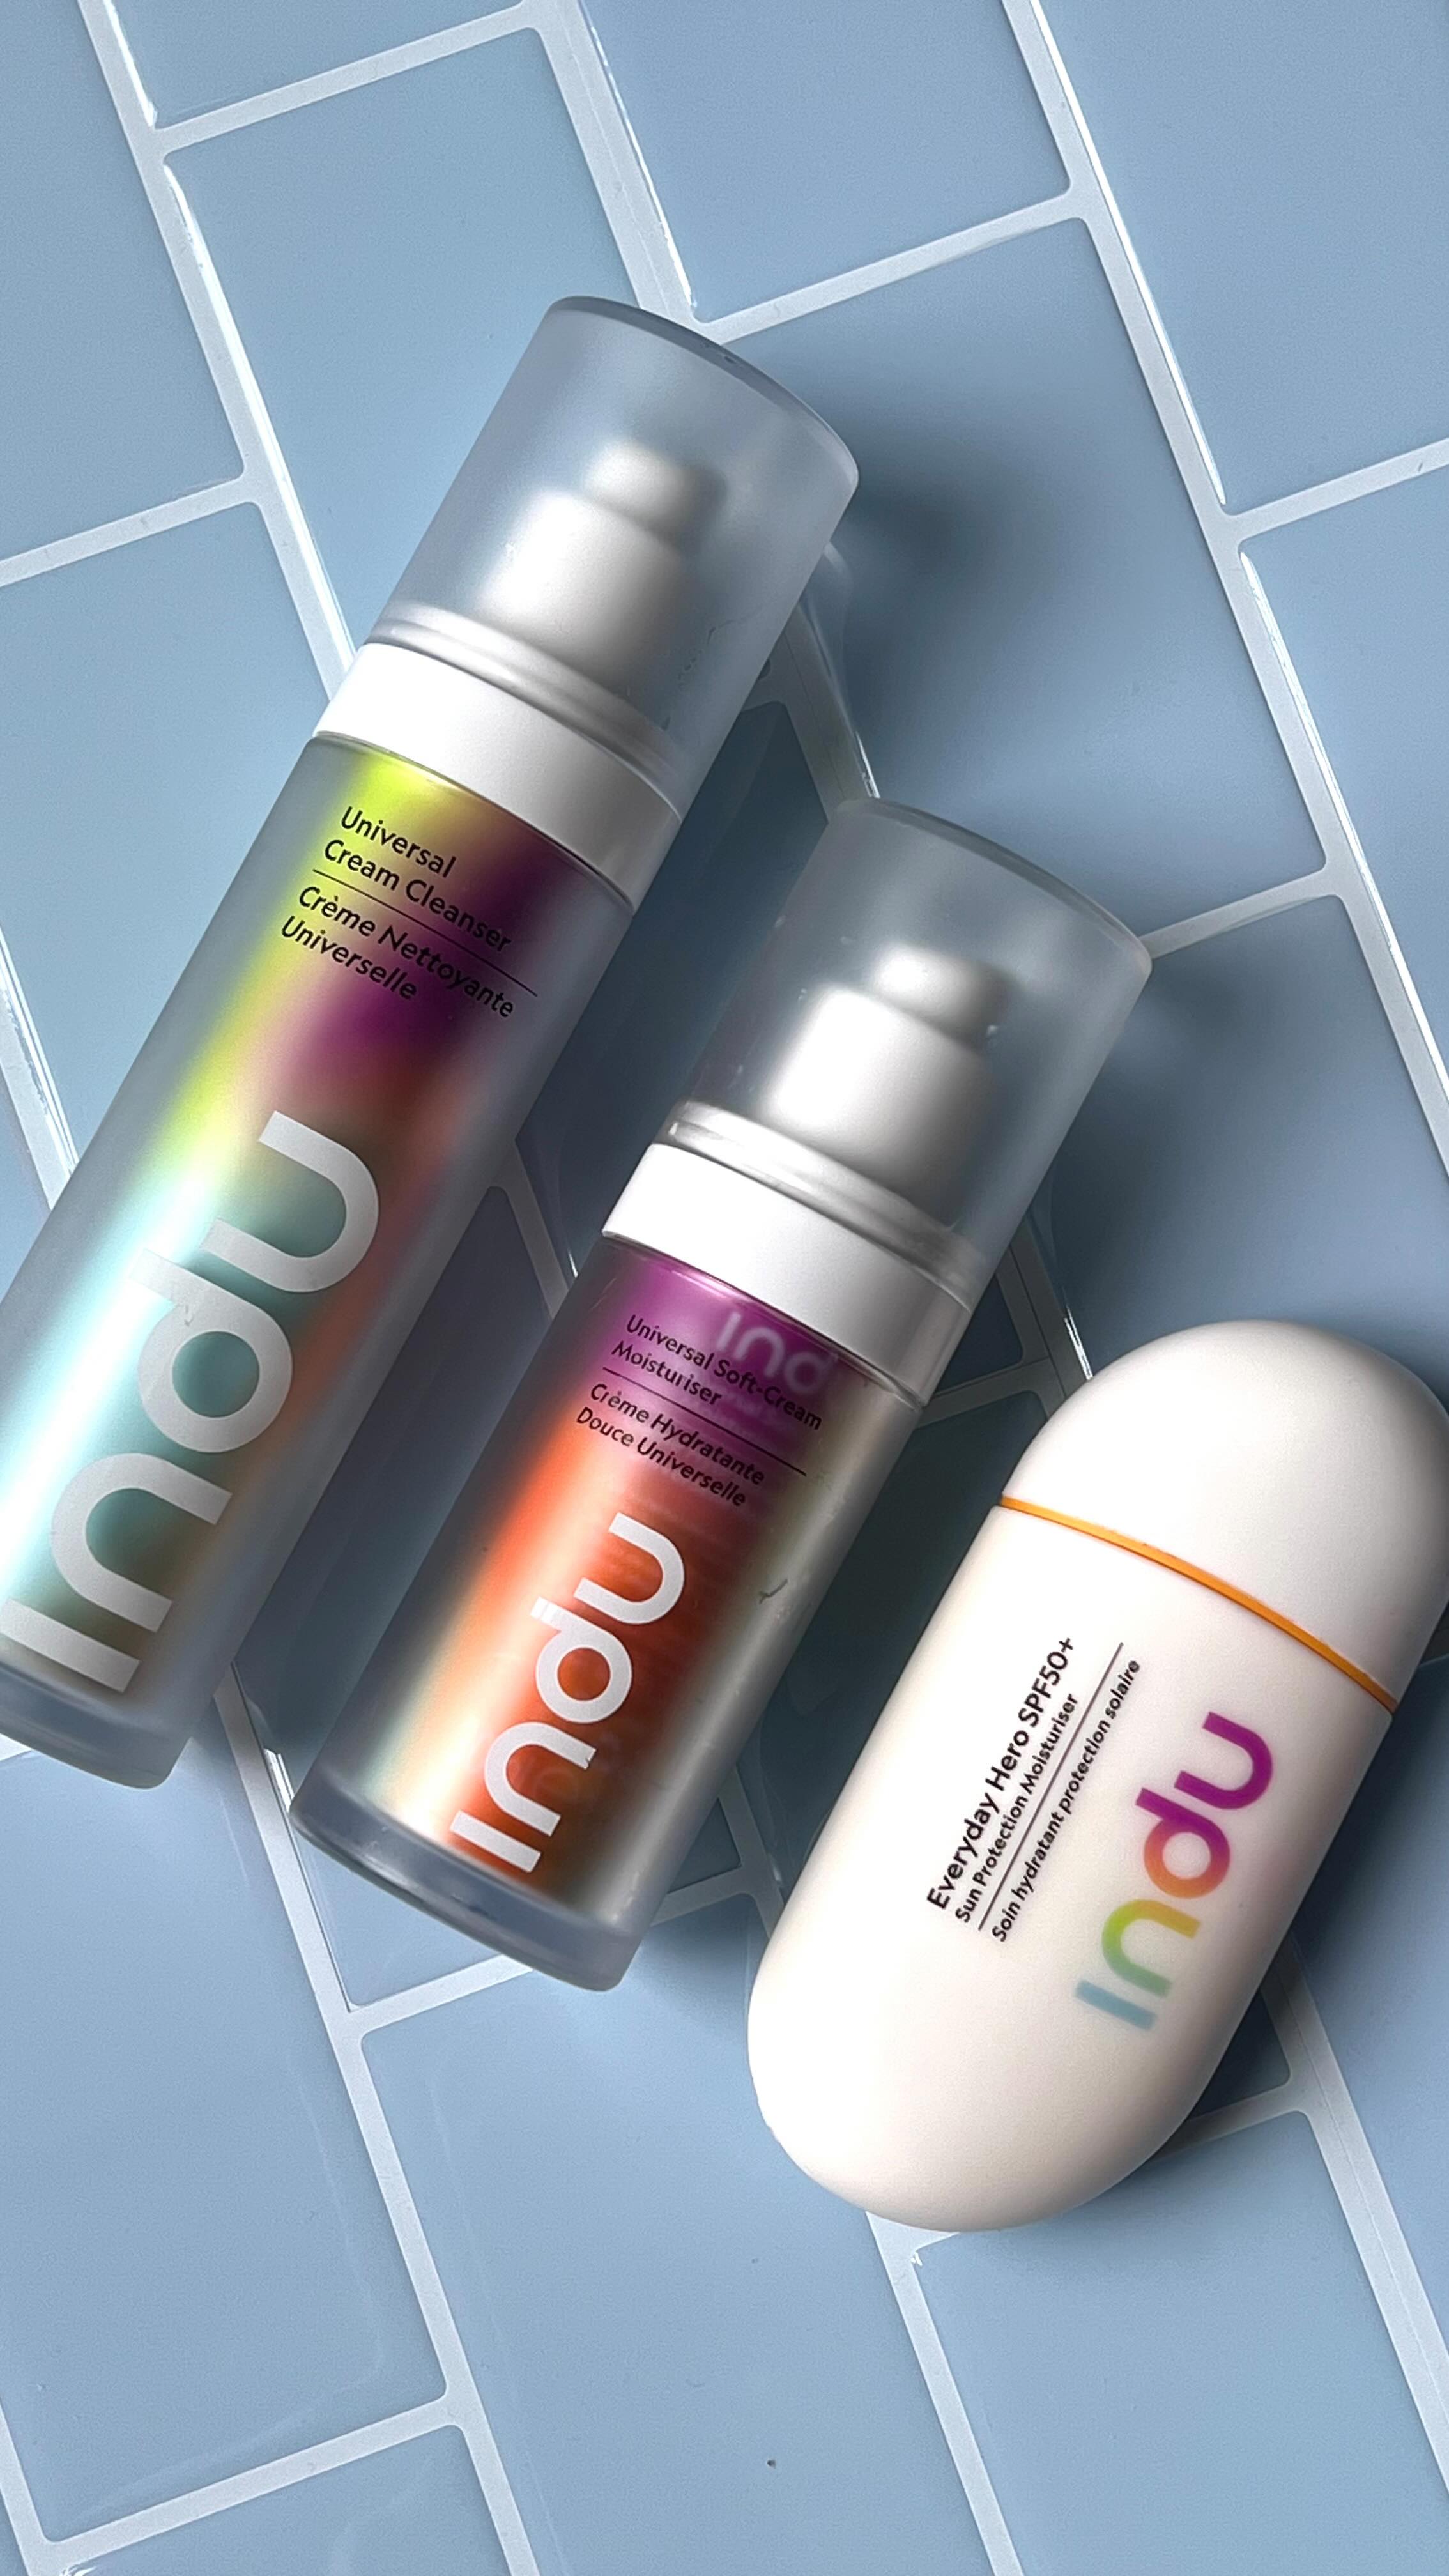 Universal
Cream Cleanser
Crème Nettoyante
Universelle
Indu
Ind
Universal Soft-Cream
Moisturiser
Crème Hydratante
Douce Universelle
Indu
Everyday Hero SPF50+
Sun Protection Moisturiser
Soin hydratant protection solaire
Indu